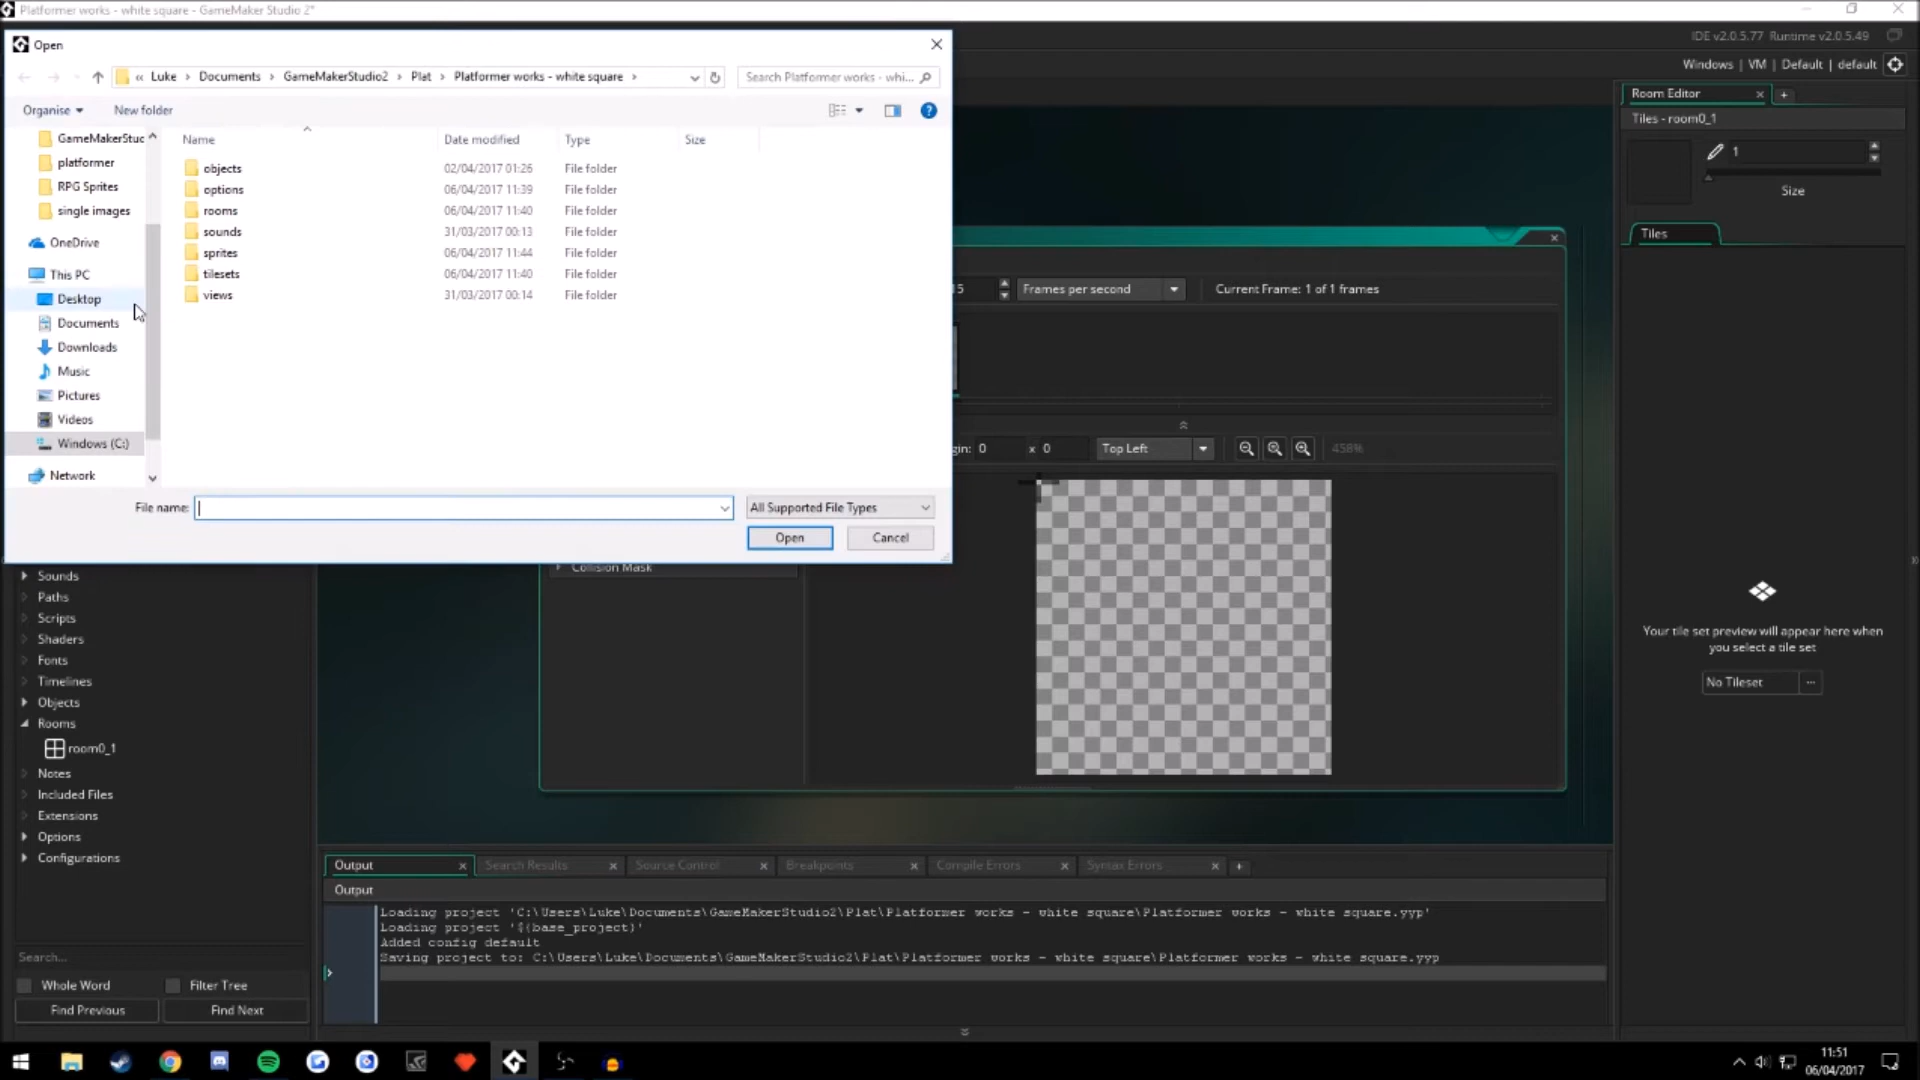 Platformer works - white square - GameMaker Studio 2*
IDE v2.0.5.77 Runtime v2.0.5.49
Windows | VM | Default | default
Open
« Luke > Documents > GameMakerStudio2 > Plat > Platformer works - white square >
Search Platformer works - whi...
Organise
New folder
GameMakerStuc
platformer
RPG Sprites
single images
OneDrive
This PC
Desktop
Documents
Downloads
Music
Pictures
Videos
Windows (C:)
Network
Name Date modified Type Size
objects 02/04/2017 01:26 File folder
options 06/04/2017 11:39 File folder
rooms 06/04/2017 11:40 File folder
sounds 31/03/2017 00:13 File folder
sprites 06/04/2017 11:44 File folder
tilesets 06/04/2017 11:40 File folder
views 31/03/2017 00:14 File folder
File name:
All Supported File Types
Open
Cancel
15
Frames per second
Current Frame: 1 of 1 frames
gin: 0 x 0
Top Left
458%
Collision Mask
Room Editor
Tiles - room0_1
1
Size
Tiles
Your tile set preview will appear here when
you select a tile set
No Tileset ...
Sounds
Paths
Scripts
Shaders
Fonts
Timelines
Objects
Rooms
room0_1
Notes
Included Files
Extensions
Options
Configurations
Search...
Whole Word
Filter Tree
Find Previous
Find Next
Output Search Results Source Control Breakpoints Compile Errors Syntax Errors
Output
Loading project 'C:\Users\Luke\Documents\GameMakerStudio2\Plat\Platformer works - white square\Platformer works - white square.yyp'
Loading project '${base_project}'
Added config default
Saving project to: C:\Users\Luke\Documents\GameMakerStudio2\Plat\Platformer works - white square\Platformer works - white square.yyp
11:51
06/04/2017